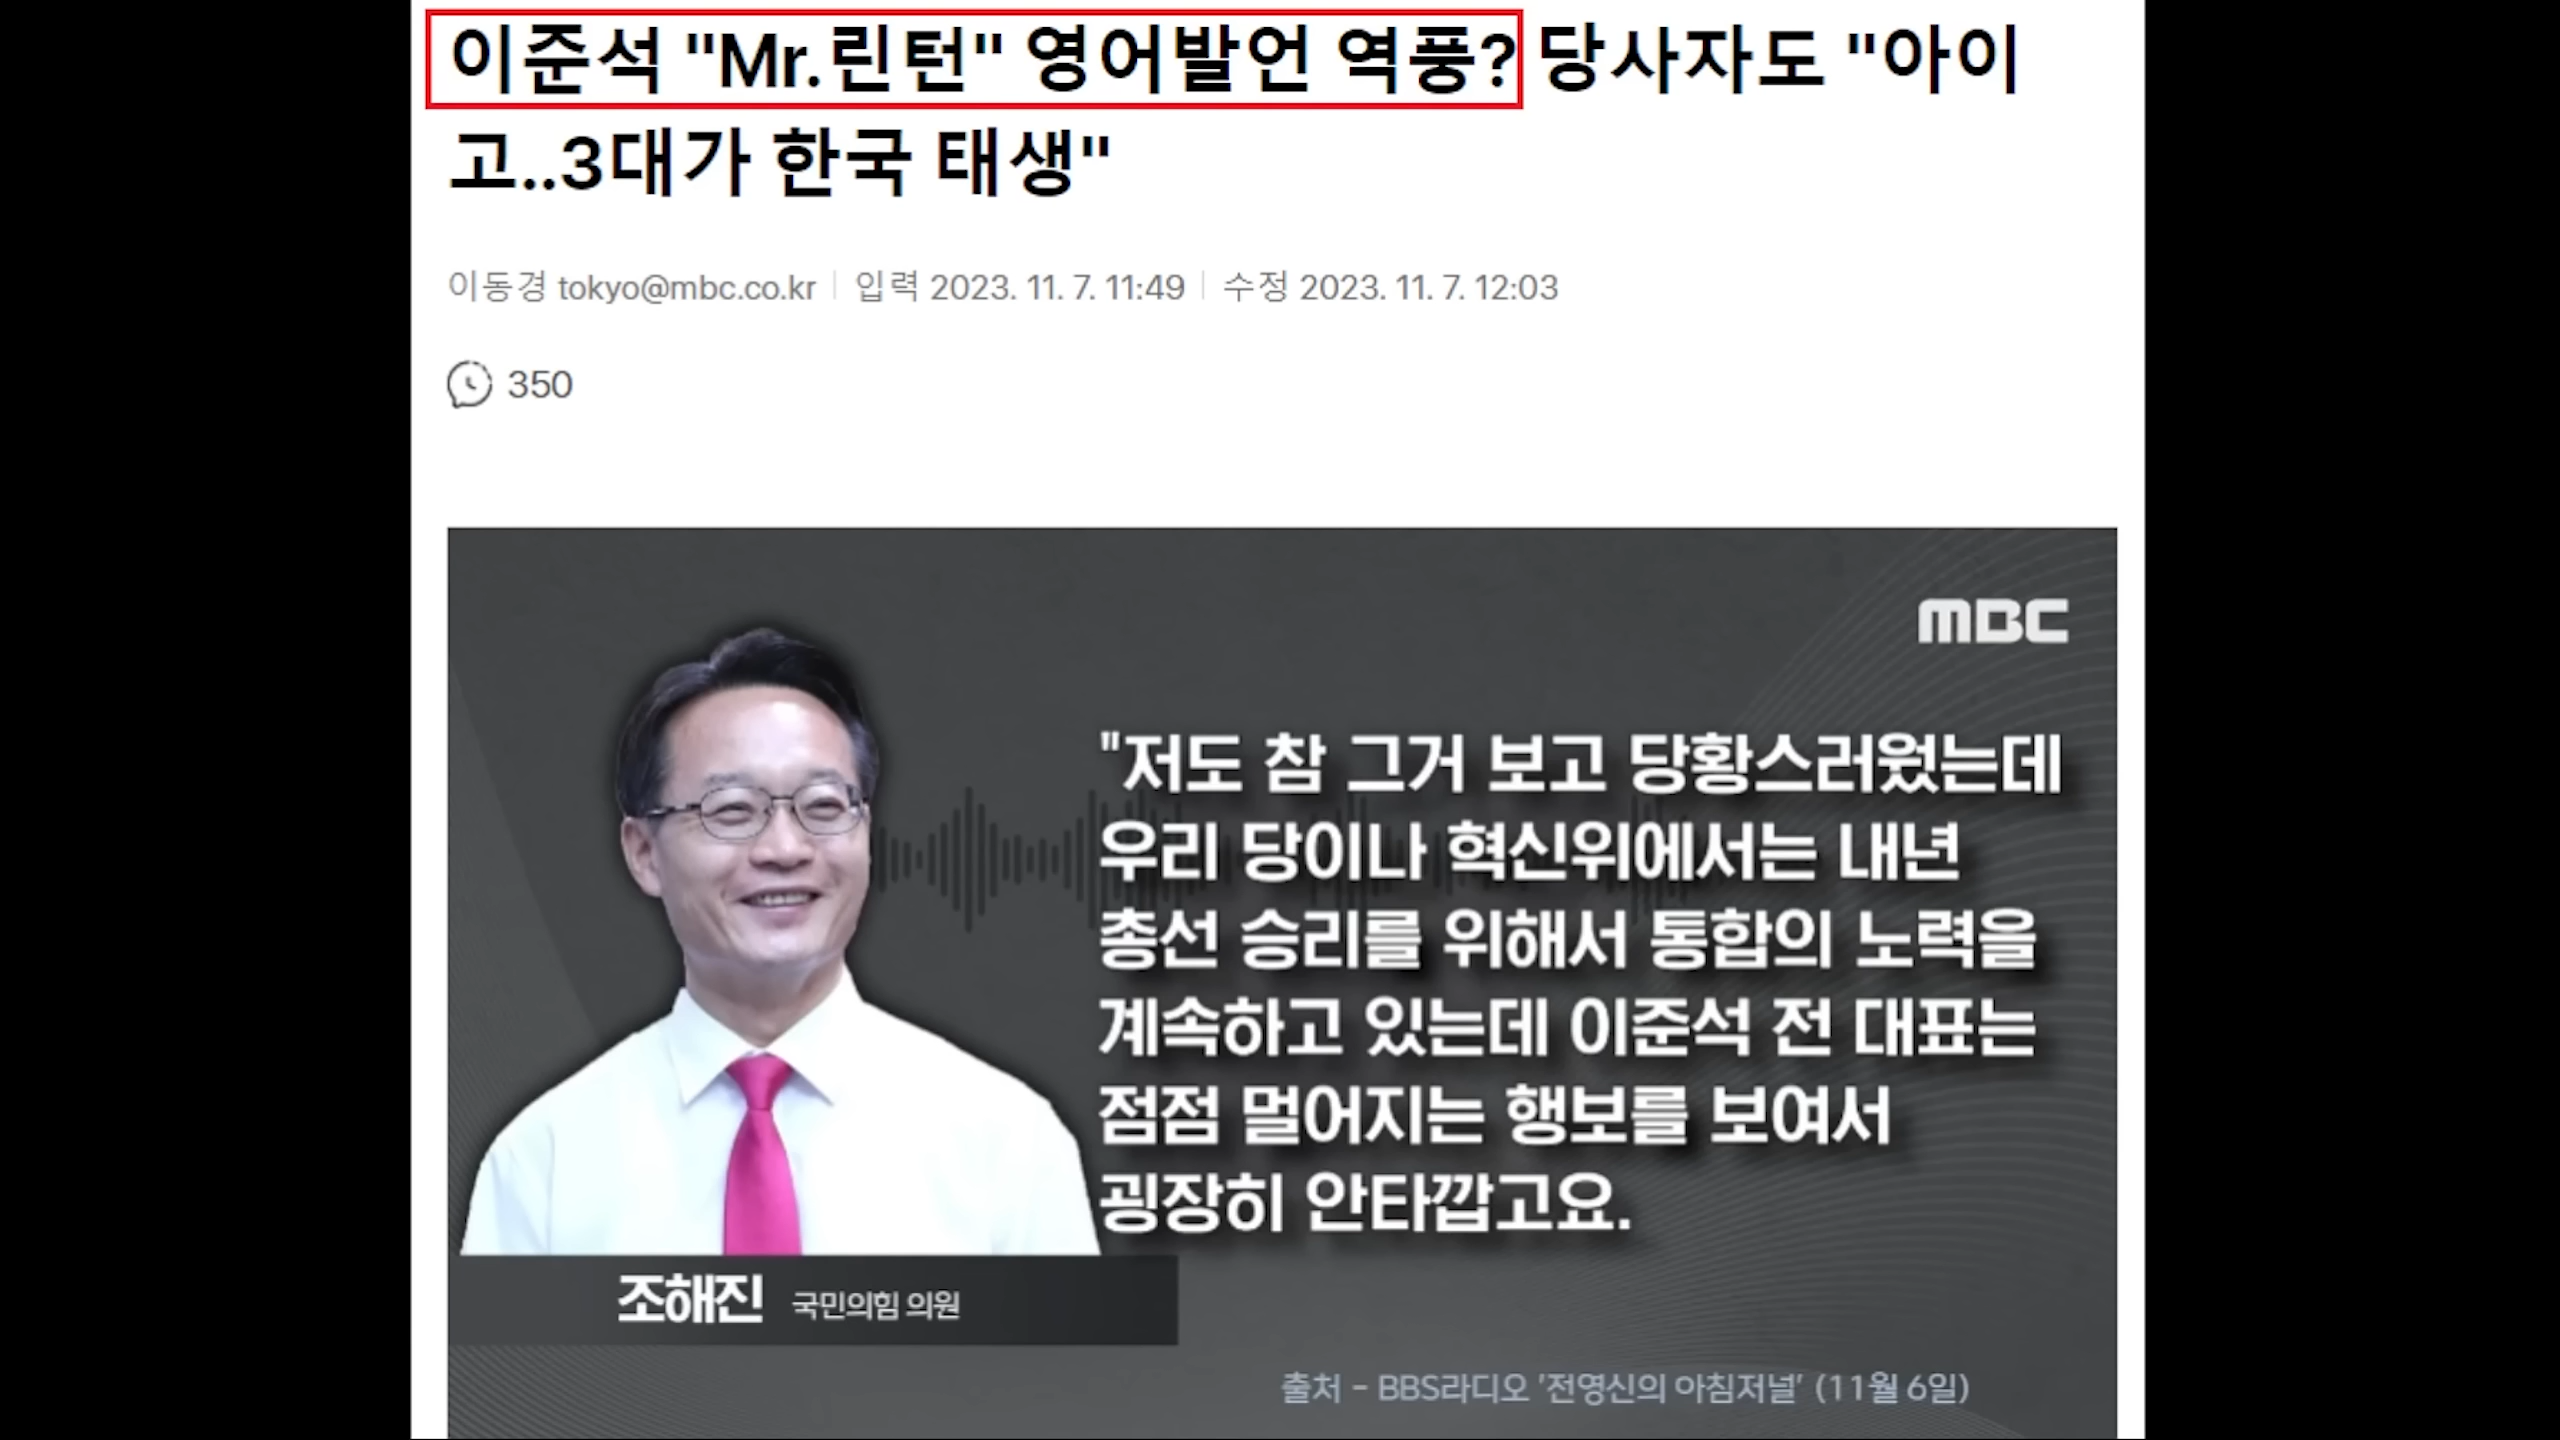 이준석 "Mr.린턴" 영어발언 역풍? 당사자도 "아이
고..3대가 한국 태생"
이동경 tokyo@mbc.co.kr 입력 2023. 11. 7. 11:49 수정 2023. 11. 7. 12:03
350
MBC
"저도 참 그거 보고 당황스러웠는데
우리 당이나 혁신위에서는 내년
총선 승리를 위해서 통합의 노력을
계속하고 있는데 이준석 전 대표는
점점 멀어지는 행보를 보여서
굉장히 안타깝고요.
조해진 국민의힘 의원
출처 - BBS라디오 '전영신의 아침저널' (11월 6일)